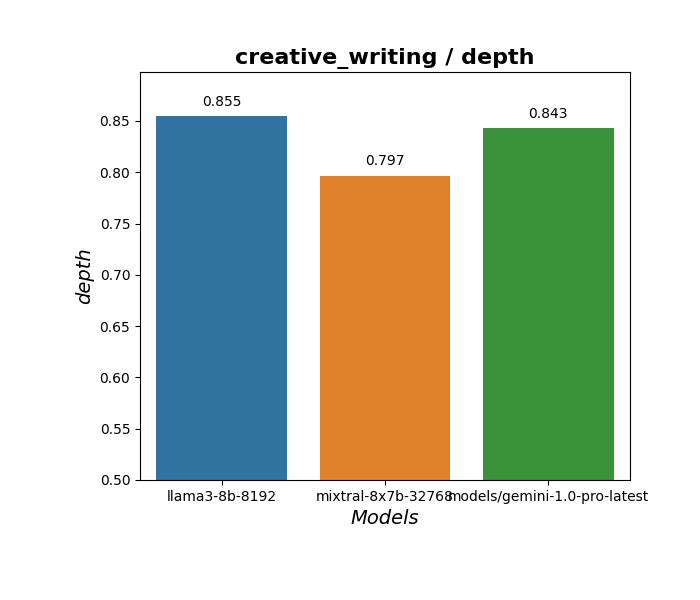 creative_writing / depth
0.855
0.797
0.843
0.85
0.80
0.75
0.70
0.65
0.60
0.55
0.50
depth
llama3-8b-8192
mixtral-8x7b-32768
models/gemini-1.0-pro-latest
Models